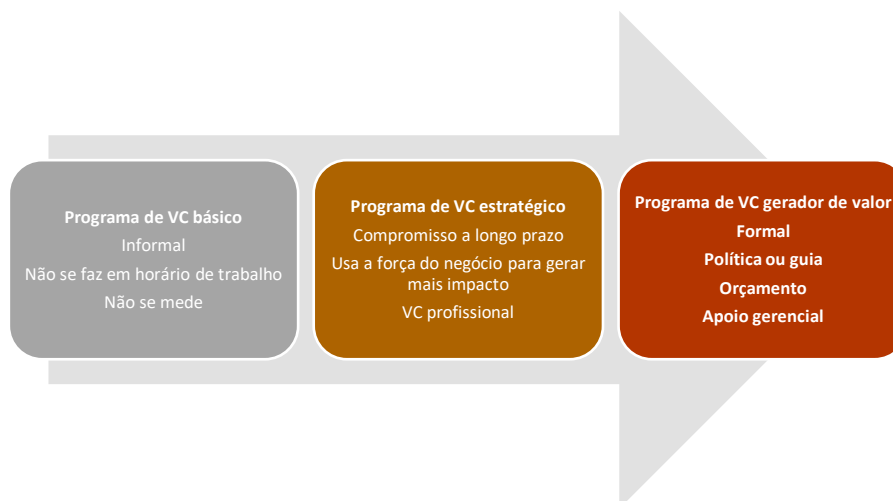 Programa de VC básico
Informal
Não se faz em horário de trabalho
Não se mede
Programa de VC estratégico
Compromisso a longo prazo
Usa a força do negócio para gerar
mais impacto
VC profissional
Programa de VC gerador de valor
Formal
Política ou guia
Orçamento
Apoio gerencial